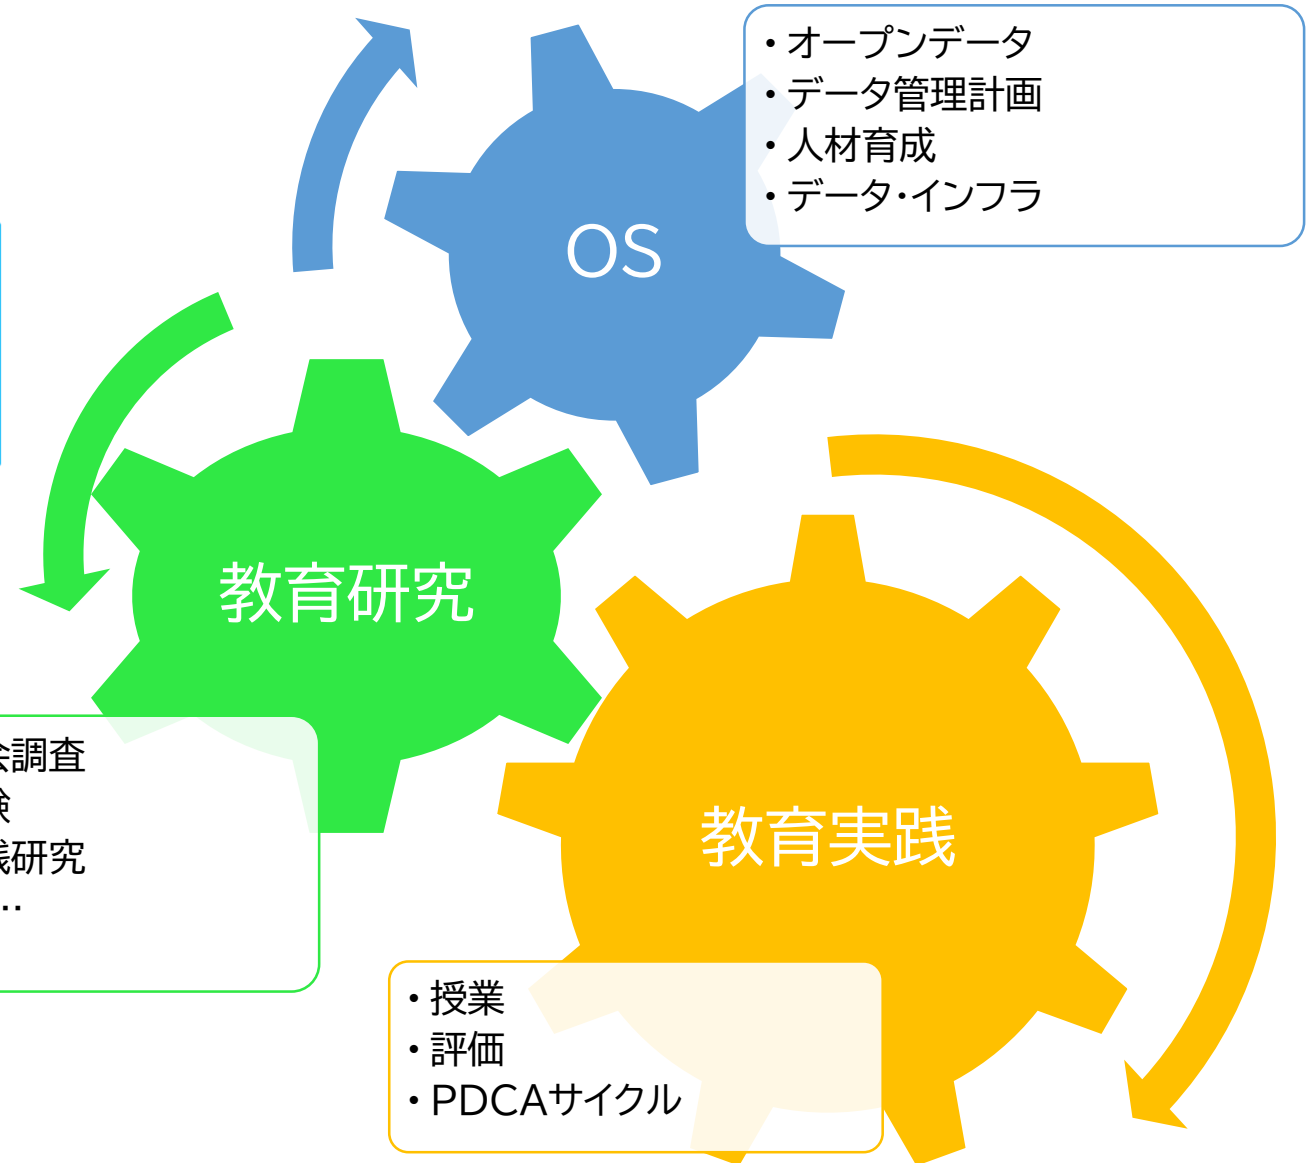 ・オープンデータ
・データ管理計画
・人材育成
・データ・インフラ
OS
教育研究
調査
研究
…
教育実践
・授業
・評価
・PDCAサイクル